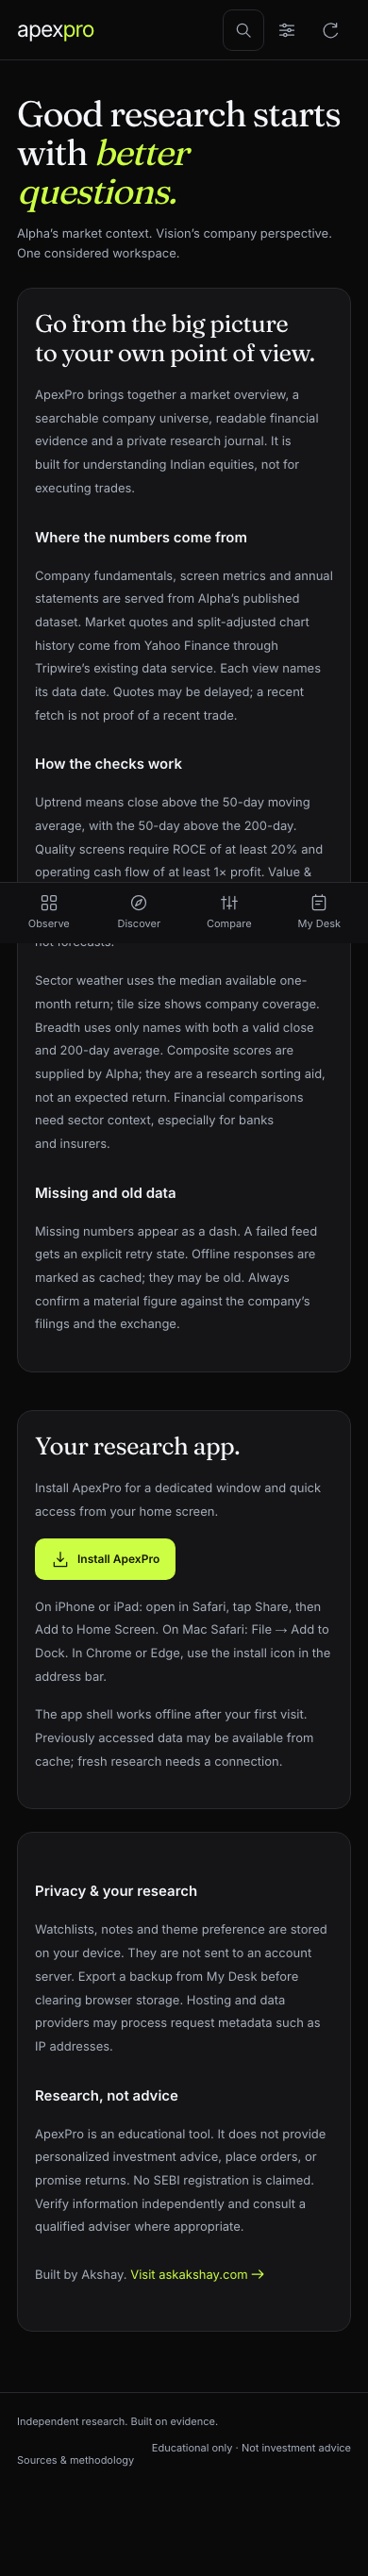 apexpro
Good research starts
with better
questions.
Alpha’s market context. Vision’s company perspective.
One considered workspace.
Go from the big picture
to your own point of view.
ApexPro brings together a market overview, a
searchable company universe, readable financial
evidence and a private research journal. It is
built for understanding Indian equities, not for
executing trades.
Where the numbers come from
Company fundamentals, screen metrics and annual
statements are served from Alpha’s published
dataset. Market quotes and split-adjusted chart
history come from Yahoo Finance through
Tripwire’s existing data service. Each view names
its data date. Quotes may be delayed; a recent
fetch is not proof of a recent trade.
How the checks work
Uptrend means close above the 50-day moving
average, with the 50-day above the 200-day.
Quality screens require ROCE of at least 20% and
operating cash flow of at least 1× profit. Value &
Observe
Discover
Compare
My Desk
not forecasts.
Sector weather uses the median available one-
month return; tile size shows company coverage.
Breadth uses only names with both a valid close
and 200-day average. Composite scores are
supplied by Alpha; they are a research sorting aid,
not an expected return. Financial comparisons
need sector context, especially for banks
and insurers.
Missing and old data
Missing numbers appear as a dash. A failed feed
gets an explicit retry state. Offline responses are
marked as cached; they may be old. Always
confirm a material figure against the company’s
filings and the exchange.
Your research app.
Install ApexPro for a dedicated window and quick
access from your home screen.
Install ApexPro
On iPhone or iPad: open in Safari, tap Share, then
Add to Home Screen. On Mac Safari: File → Add to
Dock. In Chrome or Edge, use the install icon in the
address bar.
The app shell works offline after your first visit.
Previously accessed data may be available from
cache; fresh research needs a connection.
Privacy & your research
Watchlists, notes and theme preference are stored
on your device. They are not sent to an account
server. Export a backup from My Desk before
clearing browser storage. Hosting and data
providers may process request metadata such as
IP addresses.
Research, not advice
ApexPro is an educational tool. It does not provide
personalized investment advice, place orders, or
promise returns. No SEBI registration is claimed.
Verify information independently and consult a
qualified adviser where appropriate.
Built by Akshay. Visit askakshay.com →
Independent research. Built on evidence.
Educational only · Not investment advice
Sources & methodology